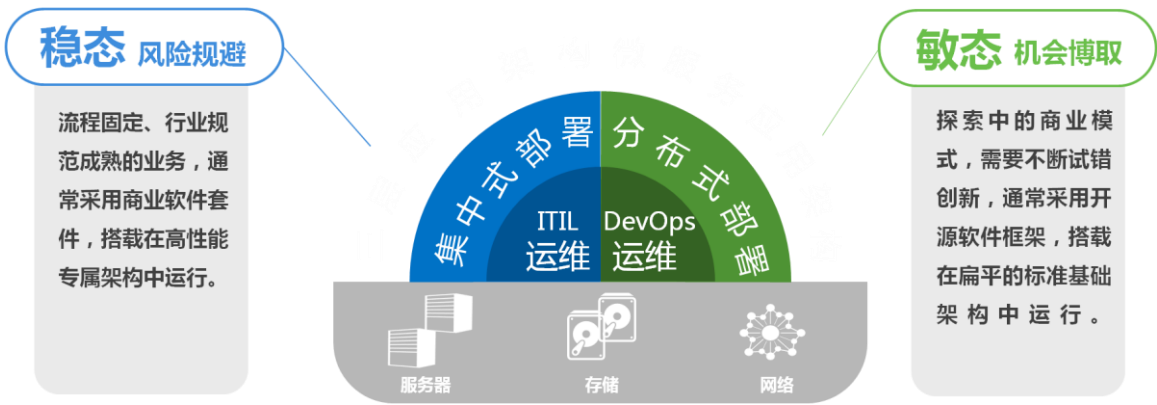 稳态 风险规避
流程固定、行业规
范成熟的业务，通
常采用商业软件套
件，搭载在高性能
专属架构中运行。
集中式部署
分布式部署
ITIL
运维
DevOps
运维
服务器
存储
网络
敏态 机会博取
探索中的商业模
式，需要不断试错
创新，通常采用开
源软件框架，搭载
在扁平的标准基础
架构中运行。